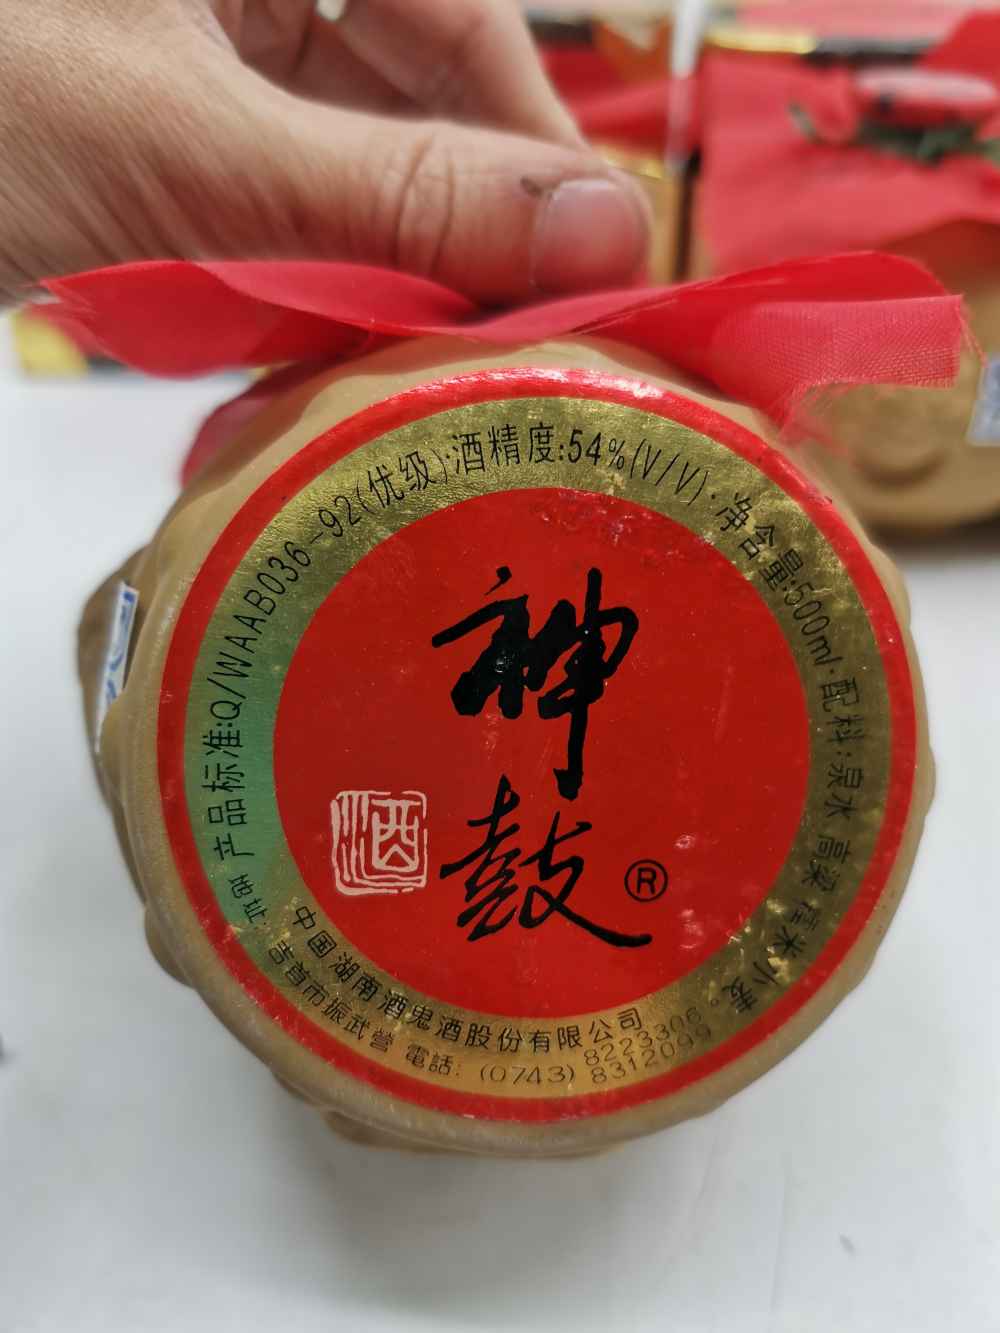 神鼓
酒
®
产品标准:Q/WAAB036-92(优级)·酒精度:54%(V/V)·净含量:500ml·配料:泉水 高粱 糯米 小麦。
中国湖南酒鬼酒股份有限公司
吉首市振武营 電話: (0743) 8223306
8312099